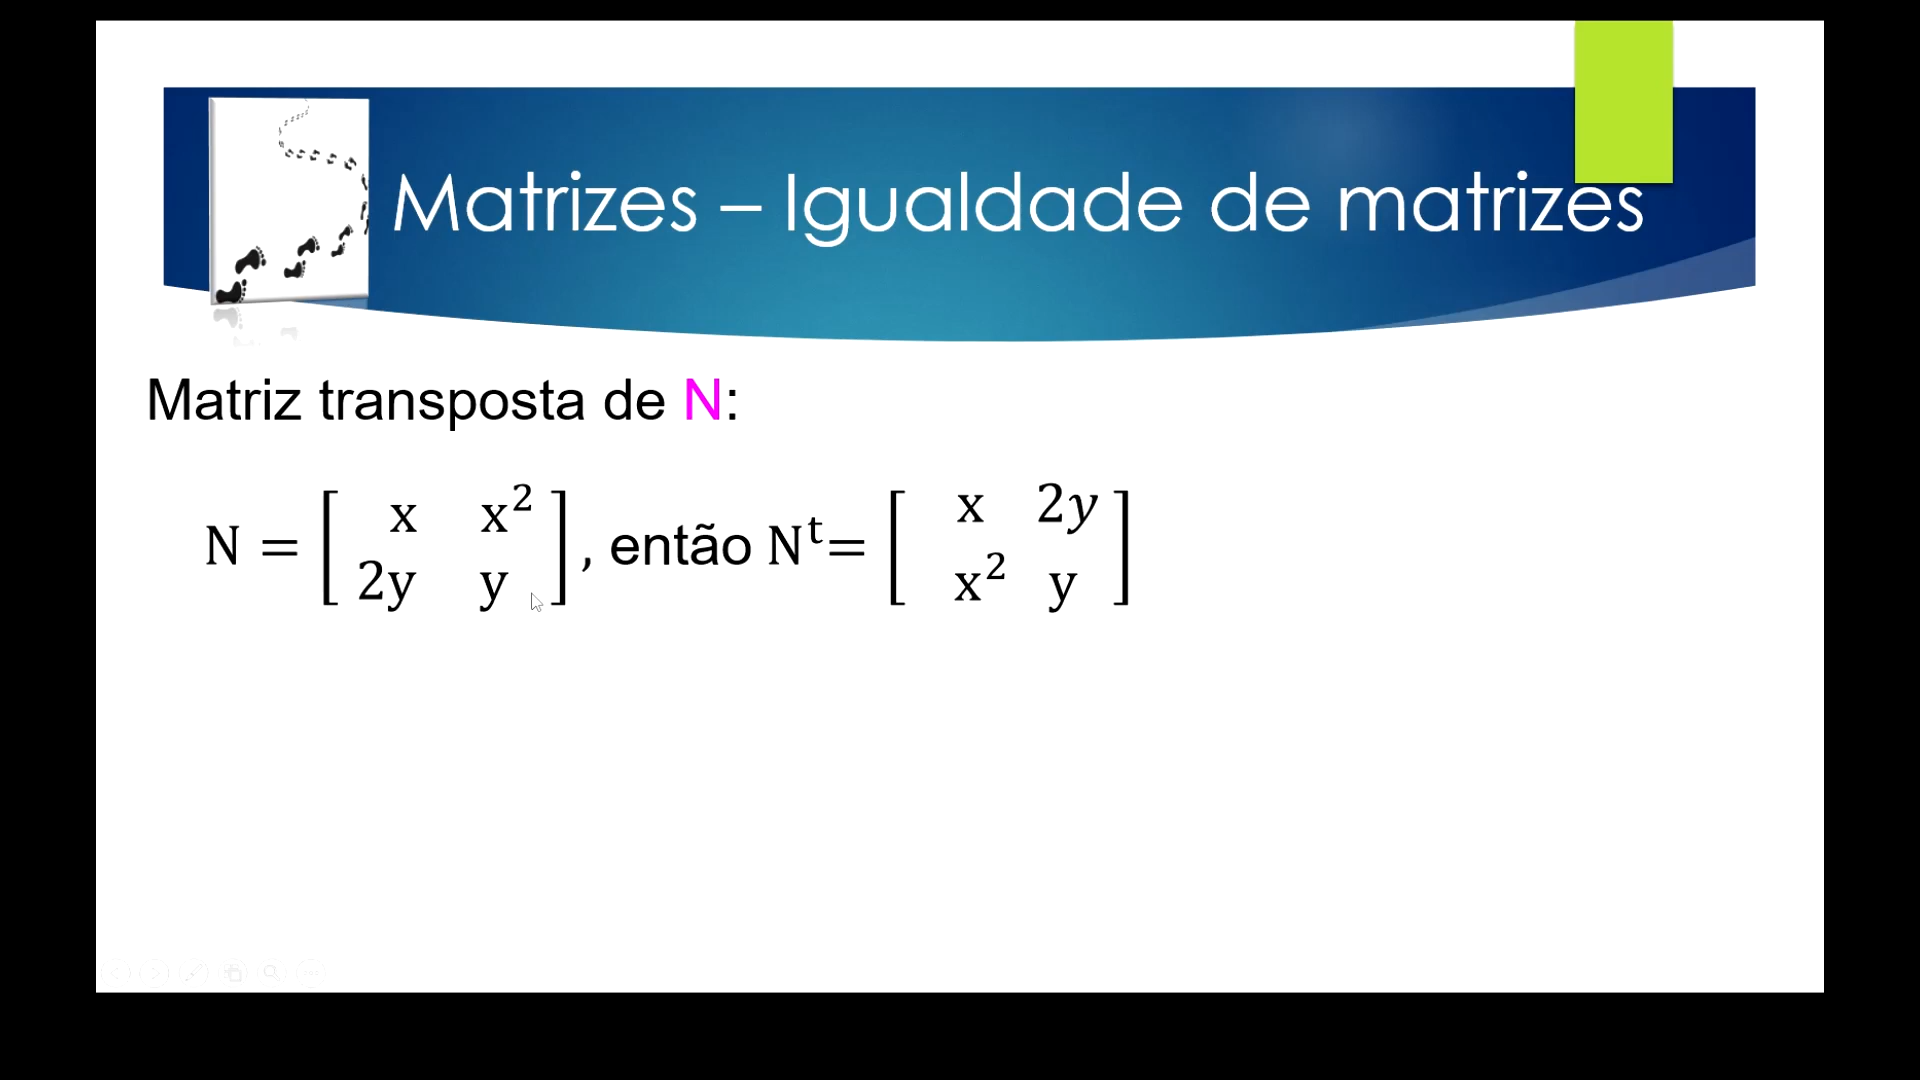 Matrizes – Igualdade de matrizes
Matriz transposta de N:
N = [ x x² ; 2y y ], então Nᵗ= [ x 2y ; x² y ]